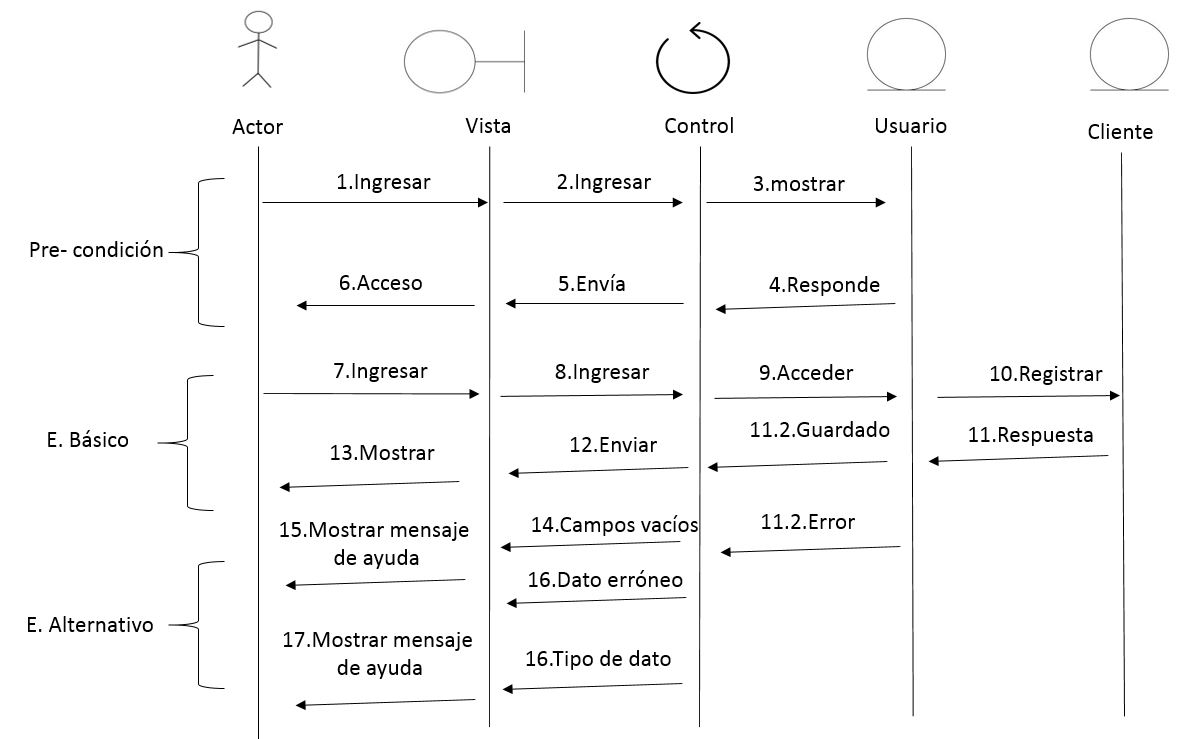 Actor
Vista
Control
Usuario
Cliente
Pre- condición
1.Ingresar
2.Ingresar
3.mostrar
6.Acceso
5.Envía
4.Responde
E. Básico
7.Ingresar
8.Ingresar
9.Acceder
10.Registrar
13.Mostrar
12.Enviar
11.2.Guardado
11.Respuesta
E. Alternativo
15.Mostrar mensaje
de ayuda
14.Campos vacíos
11.2.Error
16.Dato erróneo
17.Mostrar mensaje
de ayuda
16.Tipo de dato